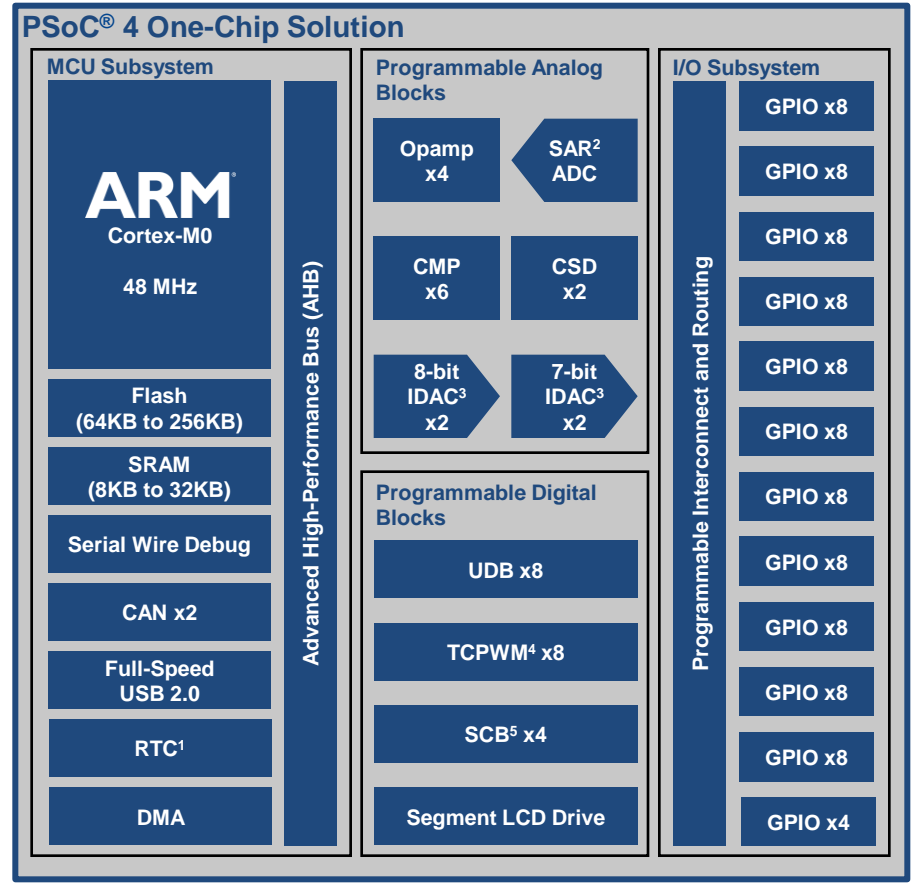 PSoC® 4 One-Chip Solution
MCU Subsystem
ARM®
Cortex-M0
48 MHz
Flash
(64KB to 256KB)
SRAM
(8KB to 32KB)
Serial Wire Debug
CAN x2
Full-Speed
USB 2.0
RTC¹
DMA
Advanced High-Performance Bus (AHB)
Programmable Analog
Blocks
Opamp
x4
SAR²
ADC
CMP
x6
CSD
x2
8-bit
IDAC³
x2
7-bit
IDAC³
x2
Programmable Digital
Blocks
UDB x8
TCPWM⁴ x8
SCB⁵ x4
Segment LCD Drive
I/O Subsystem
Programmable Interconnect and Routing
GPIO x8
GPIO x8
GPIO x8
GPIO x8
GPIO x8
GPIO x8
GPIO x8
GPIO x8
GPIO x8
GPIO x8
GPIO x8
GPIO x4